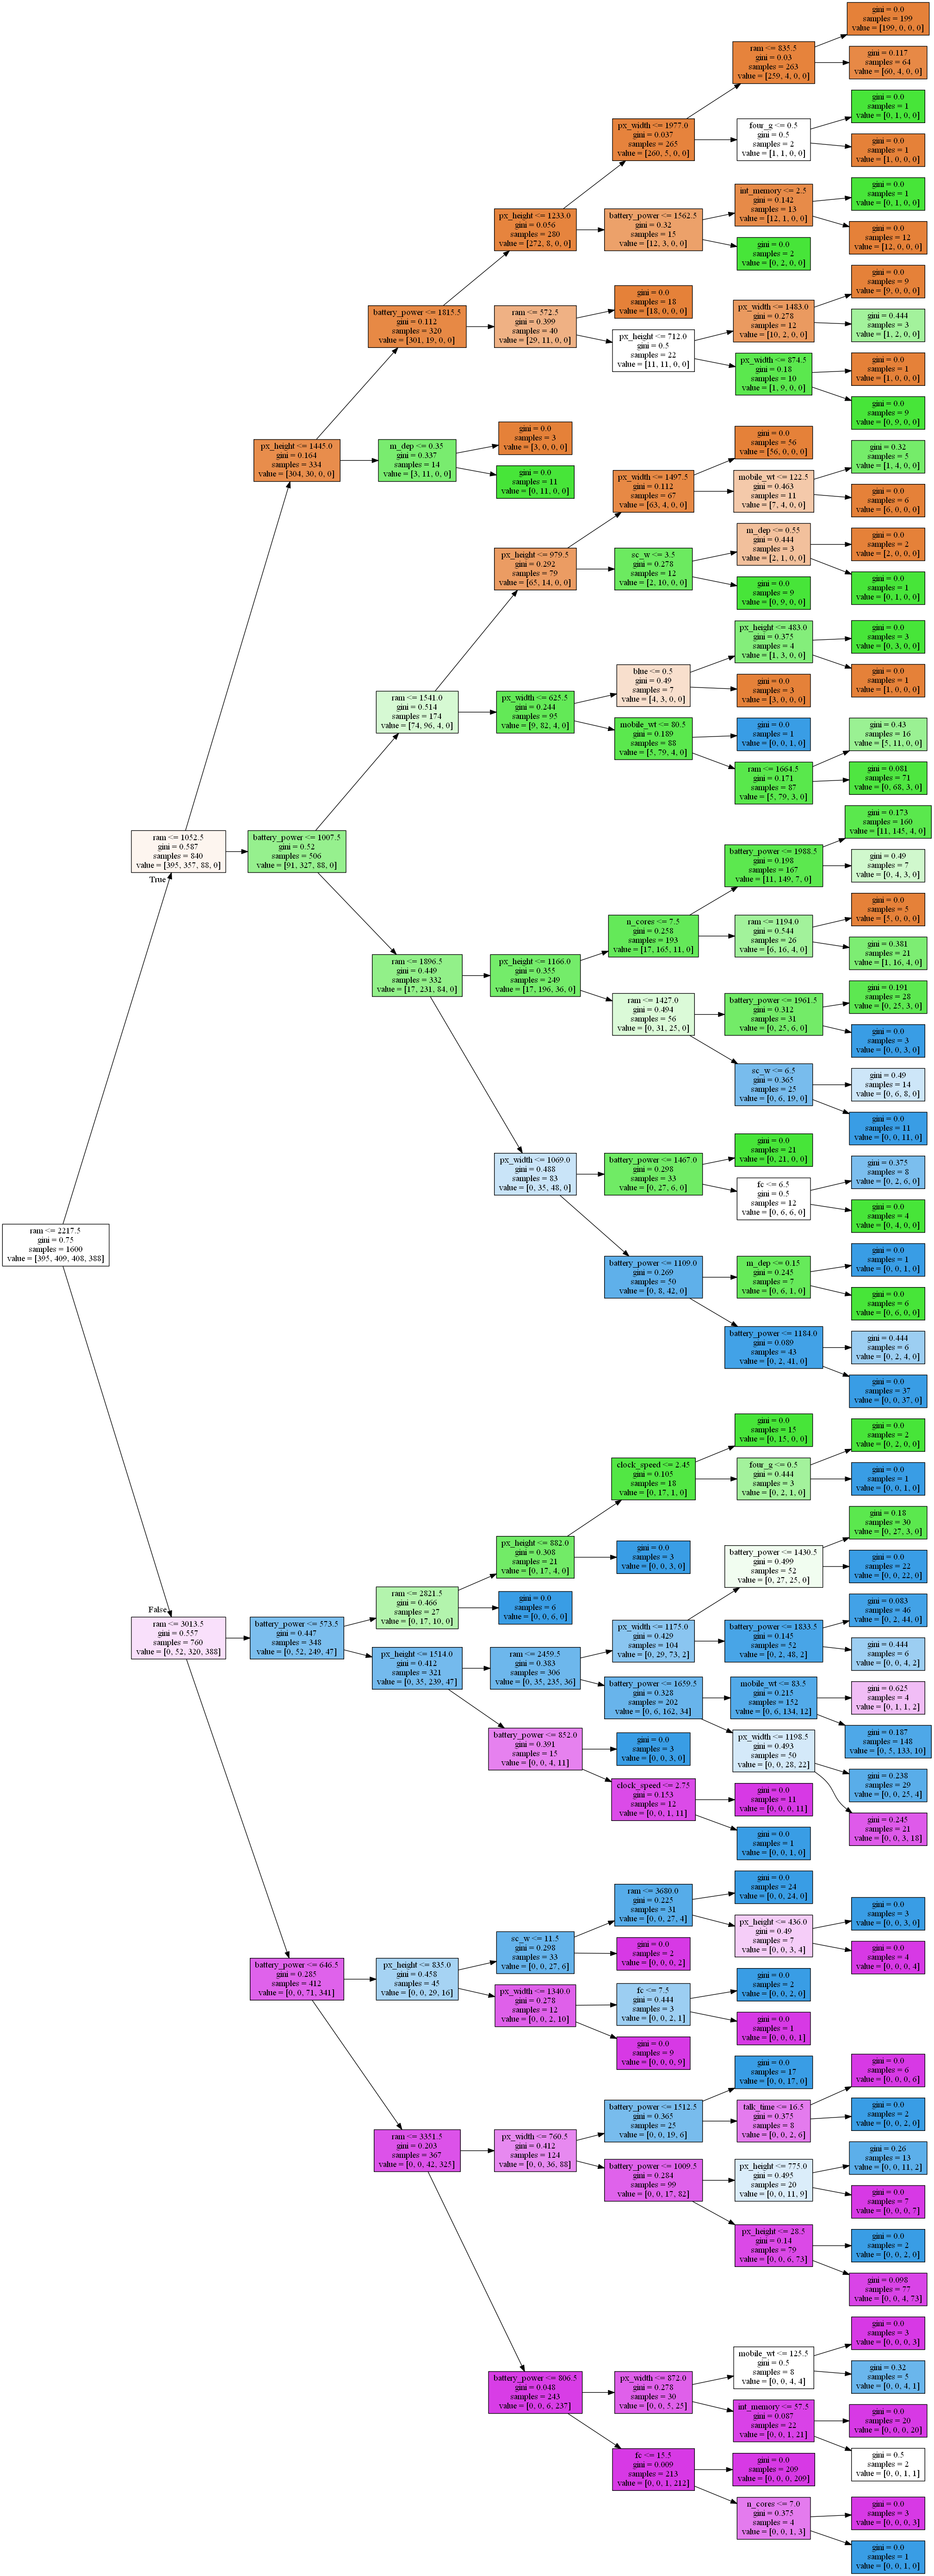 gini = 0.0
samples = 199
value = [199, 0, 0, 0]
ram <= 835.5
gini = 0.03
samples = 263
value = [259, 4, 0, 0]
gini = 0.117
samples = 64
value = [60, 4, 0, 0]
gini = 0.0
samples = 1
value = [0, 1, 0, 0]
px_width <= 1977.0
gini = 0.037
samples = 265
value = [260, 5, 0, 0]
four_g <= 0.5
gini = 0.5
samples = 2
value = [1, 1, 0, 0]
gini = 0.0
samples = 1
value = [1, 0, 0, 0]
gini = 0.0
samples = 1
value = [0, 1, 0, 0]
int_memory <= 2.5
gini = 0.142
samples = 13
value = [12, 1, 0, 0]
px_height <= 1233.0
gini = 0.056
samples = 280
value = [272, 8, 0, 0]
battery_power <= 1562.5
gini = 0.32
samples = 15
value = [12, 3, 0, 0]
gini = 0.0
samples = 12
value = [12, 0, 0, 0]
gini = 0.0
samples = 2
value = [0, 2, 0, 0]
gini = 0.0
samples = 9
value = [9, 0, 0, 0]
gini = 0.0
samples = 18
value = [18, 0, 0, 0]
battery_power <= 1815.5
gini = 0.112
samples = 320
value = [301, 19, 0, 0]
ram <= 572.5
gini = 0.399
samples = 40
value = [29, 11, 0, 0]
px_width <= 1483.0
gini = 0.278
samples = 12
value = [10, 2, 0, 0]
gini = 0.444
samples = 3
value = [1, 2, 0, 0]
px_height <= 712.0
gini = 0.5
samples = 22
value = [11, 11, 0, 0]
gini = 0.0
samples = 1
value = [1, 0, 0, 0]
px_width <= 874.5
gini = 0.18
samples = 10
value = [1, 9, 0, 0]
gini = 0.0
samples = 9
value = [0, 9, 0, 0]
gini = 0.0
samples = 3
value = [3, 0, 0, 0]
gini = 0.0
samples = 56
value = [56, 0, 0, 0]
px_height <= 1445.0
gini = 0.164
samples = 334
value = [304, 30, 0, 0]
m_dep <= 0.35
gini = 0.337
samples = 14
value = [3, 11, 0, 0]
gini = 0.32
samples = 5
value = [1, 4, 0, 0]
gini = 0.0
samples = 11
value = [0, 11, 0, 0]
px_width <= 1497.5
gini = 0.112
samples = 67
value = [63, 4, 0, 0]
mobile_wt <= 122.5
gini = 0.463
samples = 11
value = [7, 4, 0, 0]
gini = 0.0
samples = 6
value = [6, 0, 0, 0]
m_dep <= 0.55
gini = 0.444
samples = 3
value = [2, 1, 0, 0]
gini = 0.0
samples = 2
value = [2, 0, 0, 0]
px_height <= 979.5
gini = 0.292
samples = 79
value = [65, 14, 0, 0]
sc_w <= 3.5
gini = 0.278
samples = 12
value = [2, 10, 0, 0]
gini = 0.0
samples = 9
value = [0, 9, 0, 0]
gini = 0.0
samples = 1
value = [0, 1, 0, 0]
px_height <= 483.0
gini = 0.375
samples = 4
value = [1, 3, 0, 0]
gini = 0.0
samples = 3
value = [0, 3, 0, 0]
blue <= 0.5
gini = 0.49
samples = 7
value = [4, 3, 0, 0]
gini = 0.0
samples = 3
value = [3, 0, 0, 0]
gini = 0.0
samples = 1
value = [1, 0, 0, 0]
ram <= 1541.0
gini = 0.514
samples = 174
value = [74, 96, 4, 0]
px_width <= 625.5
gini = 0.244
samples = 95
value = [9, 82, 4, 0]
mobile_wt <= 80.5
gini = 0.189
samples = 88
value = [5, 79, 4, 0]
gini = 0.0
samples = 1
value = [0, 0, 1, 0]
gini = 0.43
samples = 16
value = [5, 11, 0, 0]
ram <= 1664.5
gini = 0.171
samples = 87
value = [5, 79, 3, 0]
gini = 0.081
samples = 71
value = [0, 68, 3, 0]
gini = 0.173
samples = 160
value = [11, 145, 4, 0]
ram <= 1052.5
gini = 0.587
samples = 840
value = [395, 357, 88, 0]
True
battery_power <= 1007.5
gini = 0.52
samples = 506
value = [91, 327, 88, 0]
battery_power <= 1988.5
gini = 0.198
samples = 167
value = [11, 149, 7, 0]
gini = 0.49
samples = 7
value = [0, 4, 3, 0]
n_cores <= 7.5
gini = 0.258
samples = 193
value = [17, 165, 11, 0]
ram <= 1194.0
gini = 0.544
samples = 26
value = [6, 16, 4, 0]
gini = 0.0
samples = 5
value = [5, 0, 0, 0]
gini = 0.381
samples = 21
value = [1, 16, 4, 0]
ram <= 1896.5
gini = 0.449
samples = 332
value = [17, 231, 84, 0]
px_height <= 1166.0
gini = 0.355
samples = 249
value = [17, 196, 36, 0]
ram <= 1427.0
gini = 0.494
samples = 56
value = [0, 31, 25, 0]
battery_power <= 1961.5
gini = 0.312
samples = 31
value = [0, 25, 6, 0]
gini = 0.191
samples = 28
value = [0, 25, 3, 0]
gini = 0.0
samples = 3
value = [0, 0, 3, 0]
sc_w <= 6.5
gini = 0.365
samples = 25
value = [0, 6, 19, 0]
gini = 0.49
samples = 14
value = [0, 6, 8, 0]
gini = 0.0
samples = 11
value = [0, 0, 11, 0]
gini = 0.0
samples = 21
value = [0, 21, 0, 0]
px_width <= 1069.0
gini = 0.488
samples = 83
value = [0, 35, 48, 0]
battery_power <= 1467.0
gini = 0.298
samples = 33
value = [0, 27, 6, 0]
gini = 0.375
samples = 8
value = [0, 2, 6, 0]
fc <= 6.5
gini = 0.5
samples = 12
value = [0, 6, 6, 0]
gini = 0.0
samples = 4
value = [0, 4, 0, 0]
ram <= 2217.5
gini = 0.75
samples = 1600
value = [395, 409, 408, 388]
battery_power <= 1109.0
gini = 0.269
samples = 50
value = [0, 8, 42, 0]
m_dep <= 0.15
gini = 0.245
samples = 7
value = [0, 6, 1, 0]
gini = 0.0
samples = 1
value = [0, 0, 1, 0]
gini = 0.0
samples = 6
value = [0, 6, 0, 0]
battery_power <= 1184.0
gini = 0.089
samples = 43
value = [0, 2, 41, 0]
gini = 0.444
samples = 6
value = [0, 2, 4, 0]
gini = 0.0
samples = 37
value = [0, 0, 37, 0]
gini = 0.0
samples = 15
value = [0, 15, 0, 0]
gini = 0.0
samples = 2
value = [0, 2, 0, 0]
clock_speed <= 2.45
gini = 0.105
samples = 18
value = [0, 17, 1, 0]
four_g <= 0.5
gini = 0.444
samples = 3
value = [0, 2, 1, 0]
gini = 0.0
samples = 1
value = [0, 0, 1, 0]
px_height <= 882.0
gini = 0.308
samples = 21
value = [0, 17, 4, 0]
gini = 0.0
samples = 3
value = [0, 0, 3, 0]
gini = 0.18
samples = 30
value = [0, 27, 3, 0]
battery_power <= 1430.5
gini = 0.499
samples = 52
value = [0, 27, 25, 0]
gini = 0.0
samples = 22
value = [0, 0, 22, 0]
ram <= 2821.5
gini = 0.466
samples = 27
value = [0, 17, 10, 0]
gini = 0.0
samples = 6
value = [0, 0, 6, 0]
gini = 0.083
samples = 46
value = [0, 2, 44, 0]
False
ram <= 3013.5
gini = 0.557
samples = 760
value = [0, 52, 320, 388]
battery_power <= 573.5
gini = 0.447
samples = 348
value = [0, 52, 249, 47]
px_width <= 1175.0
gini = 0.429
samples = 104
value = [0, 29, 73, 2]
battery_power <= 1833.5
gini = 0.145
samples = 52
value = [0, 2, 48, 2]
gini = 0.444
samples = 6
value = [0, 0, 4, 2]
px_height <= 1514.0
gini = 0.412
samples = 321
value = [0, 35, 239, 47]
ram <= 2459.5
gini = 0.383
samples = 306
value = [0, 35, 235, 36]
battery_power <= 1659.5
gini = 0.328
samples = 202
value = [0, 6, 162, 34]
mobile_wt <= 83.5
gini = 0.215
samples = 152
value = [0, 6, 134, 12]
gini = 0.625
samples = 4
value = [0, 1, 1, 2]
gini = 0.187
samples = 148
value = [0, 5, 133, 10]
battery_power <= 852.0
gini = 0.391
samples = 15
value = [0, 0, 4, 11]
gini = 0.0
samples = 3
value = [0, 0, 3, 0]
px_width <= 1198.5
gini = 0.493
samples = 50
value = [0, 0, 28, 22]
gini = 0.238
samples = 29
value = [0, 0, 25, 4]
clock_speed <= 2.75
gini = 0.153
samples = 12
value = [0, 0, 1, 11]
gini = 0.0
samples = 11
value = [0, 0, 0, 11]
gini = 0.245
samples = 21
value = [0, 0, 3, 18]
gini = 0.0
samples = 1
value = [0, 0, 1, 0]
gini = 0.0
samples = 24
value = [0, 0, 24, 0]
ram <= 3680.0
gini = 0.225
samples = 31
value = [0, 0, 27, 4]
gini = 0.0
samples = 3
value = [0, 0, 3, 0]
px_height <= 436.0
gini = 0.49
samples = 7
value = [0, 0, 3, 4]
gini = 0.0
samples = 4
value = [0, 0, 0, 4]
sc_w <= 11.5
gini = 0.298
samples = 33
value = [0, 0, 27, 6]
gini = 0.0
samples = 2
value = [0, 0, 0, 2]
battery_power <= 646.5
gini = 0.285
samples = 412
value = [0, 0, 71, 341]
px_height <= 835.0
gini = 0.458
samples = 45
value = [0, 0, 29, 16]
px_width <= 1340.0
gini = 0.278
samples = 12
value = [0, 0, 2, 10]
fc <= 7.5
gini = 0.444
samples = 3
value = [0, 0, 2, 1]
gini = 0.0
samples = 2
value = [0, 0, 2, 0]
gini = 0.0
samples = 1
value = [0, 0, 0, 1]
gini = 0.0
samples = 9
value = [0, 0, 0, 9]
gini = 0.0
samples = 17
value = [0, 0, 17, 0]
gini = 0.0
samples = 6
value = [0, 0, 0, 6]
battery_power <= 1512.5
gini = 0.365
samples = 25
value = [0, 0, 19, 6]
talk_time <= 16.5
gini = 0.375
samples = 8
value = [0, 0, 2, 6]
gini = 0.0
samples = 2
value = [0, 0, 2, 0]
ram <= 3351.5
gini = 0.203
samples = 367
value = [0, 0, 42, 325]
px_width <= 760.5
gini = 0.412
samples = 124
value = [0, 0, 36, 88]
gini = 0.26
samples = 13
value = [0, 0, 11, 2]
battery_power <= 1009.5
gini = 0.284
samples = 99
value = [0, 0, 17, 82]
px_height <= 775.0
gini = 0.495
samples = 20
value = [0, 0, 11, 9]
gini = 0.0
samples = 7
value = [0, 0, 0, 7]
px_height <= 28.5
gini = 0.14
samples = 79
value = [0, 0, 6, 73]
gini = 0.0
samples = 2
value = [0, 0, 2, 0]
gini = 0.098
samples = 77
value = [0, 0, 4, 73]
gini = 0.0
samples = 3
value = [0, 0, 0, 3]
mobile_wt <= 125.5
gini = 0.5
samples = 8
value = [0, 0, 4, 4]
gini = 0.32
samples = 5
value = [0, 0, 4, 1]
battery_power <= 806.5
gini = 0.048
samples = 243
value = [0, 0, 6, 237]
px_width <= 872.0
gini = 0.278
samples = 30
value = [0, 0, 5, 25]
int_memory <= 57.5
gini = 0.087
samples = 22
value = [0, 0, 1, 21]
gini = 0.0
samples = 20
value = [0, 0, 0, 20]
gini = 0.5
samples = 2
value = [0, 0, 1, 1]
fc <= 15.5
gini = 0.009
samples = 213
value = [0, 0, 1, 212]
gini = 0.0
samples = 209
value = [0, 0, 0, 209]
n_cores <= 7.0
gini = 0.375
samples = 4
value = [0, 0, 1, 3]
gini = 0.0
samples = 3
value = [0, 0, 0, 3]
gini = 0.0
samples = 1
value = [0, 0, 1, 0]